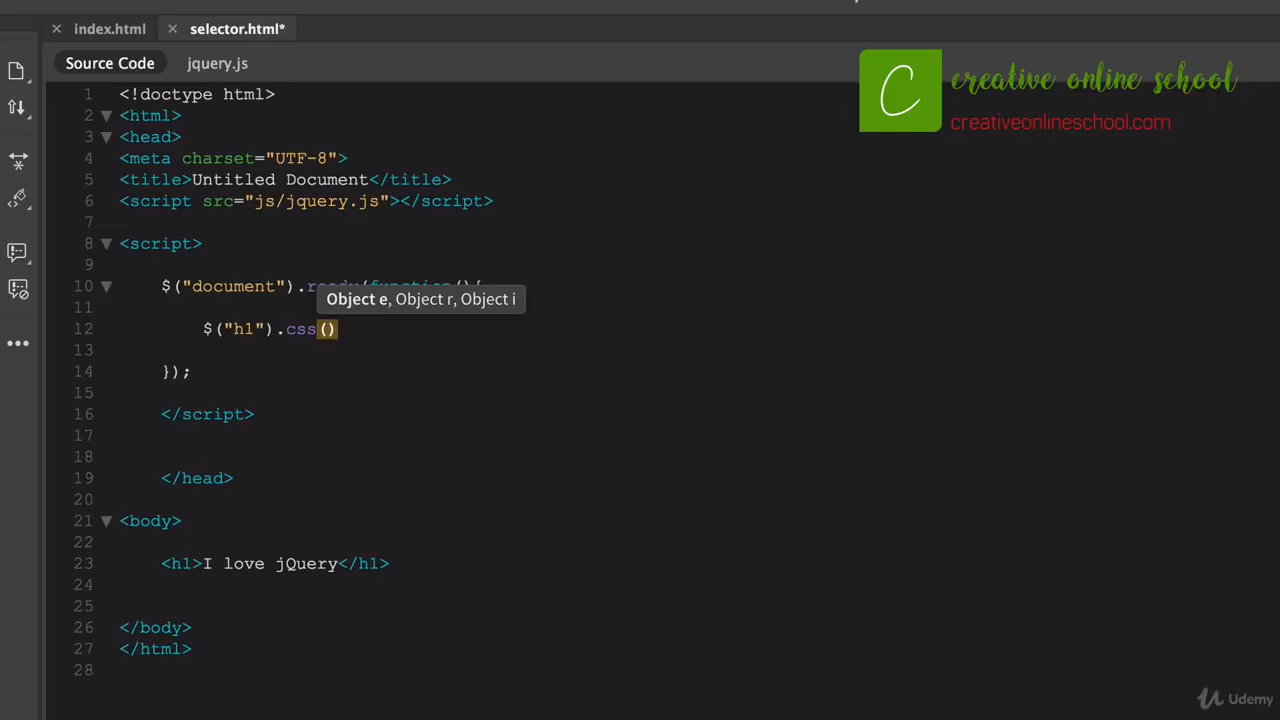 index.html
selector.html*
Source Code
jquery.js
creative online school
creativeonlineschool.com
1 <!doctype html>
2 <html>
3 <head>
4 <meta charset="UTF-8">
5 <title>Untitled Document</title>
6 <script src="js/jquery.js"></script>
7
8 <script>
9
10 $("document").ready(function(){
Object e, Object r, Object i
11
12 $("h1").css()
13
14 });
15
16 </script>
17
18
19 </head>
20
21 <body>
22
23 <h1>I love jQuery</h1>
24
25
26 </body>
27 </html>
28
Udemy